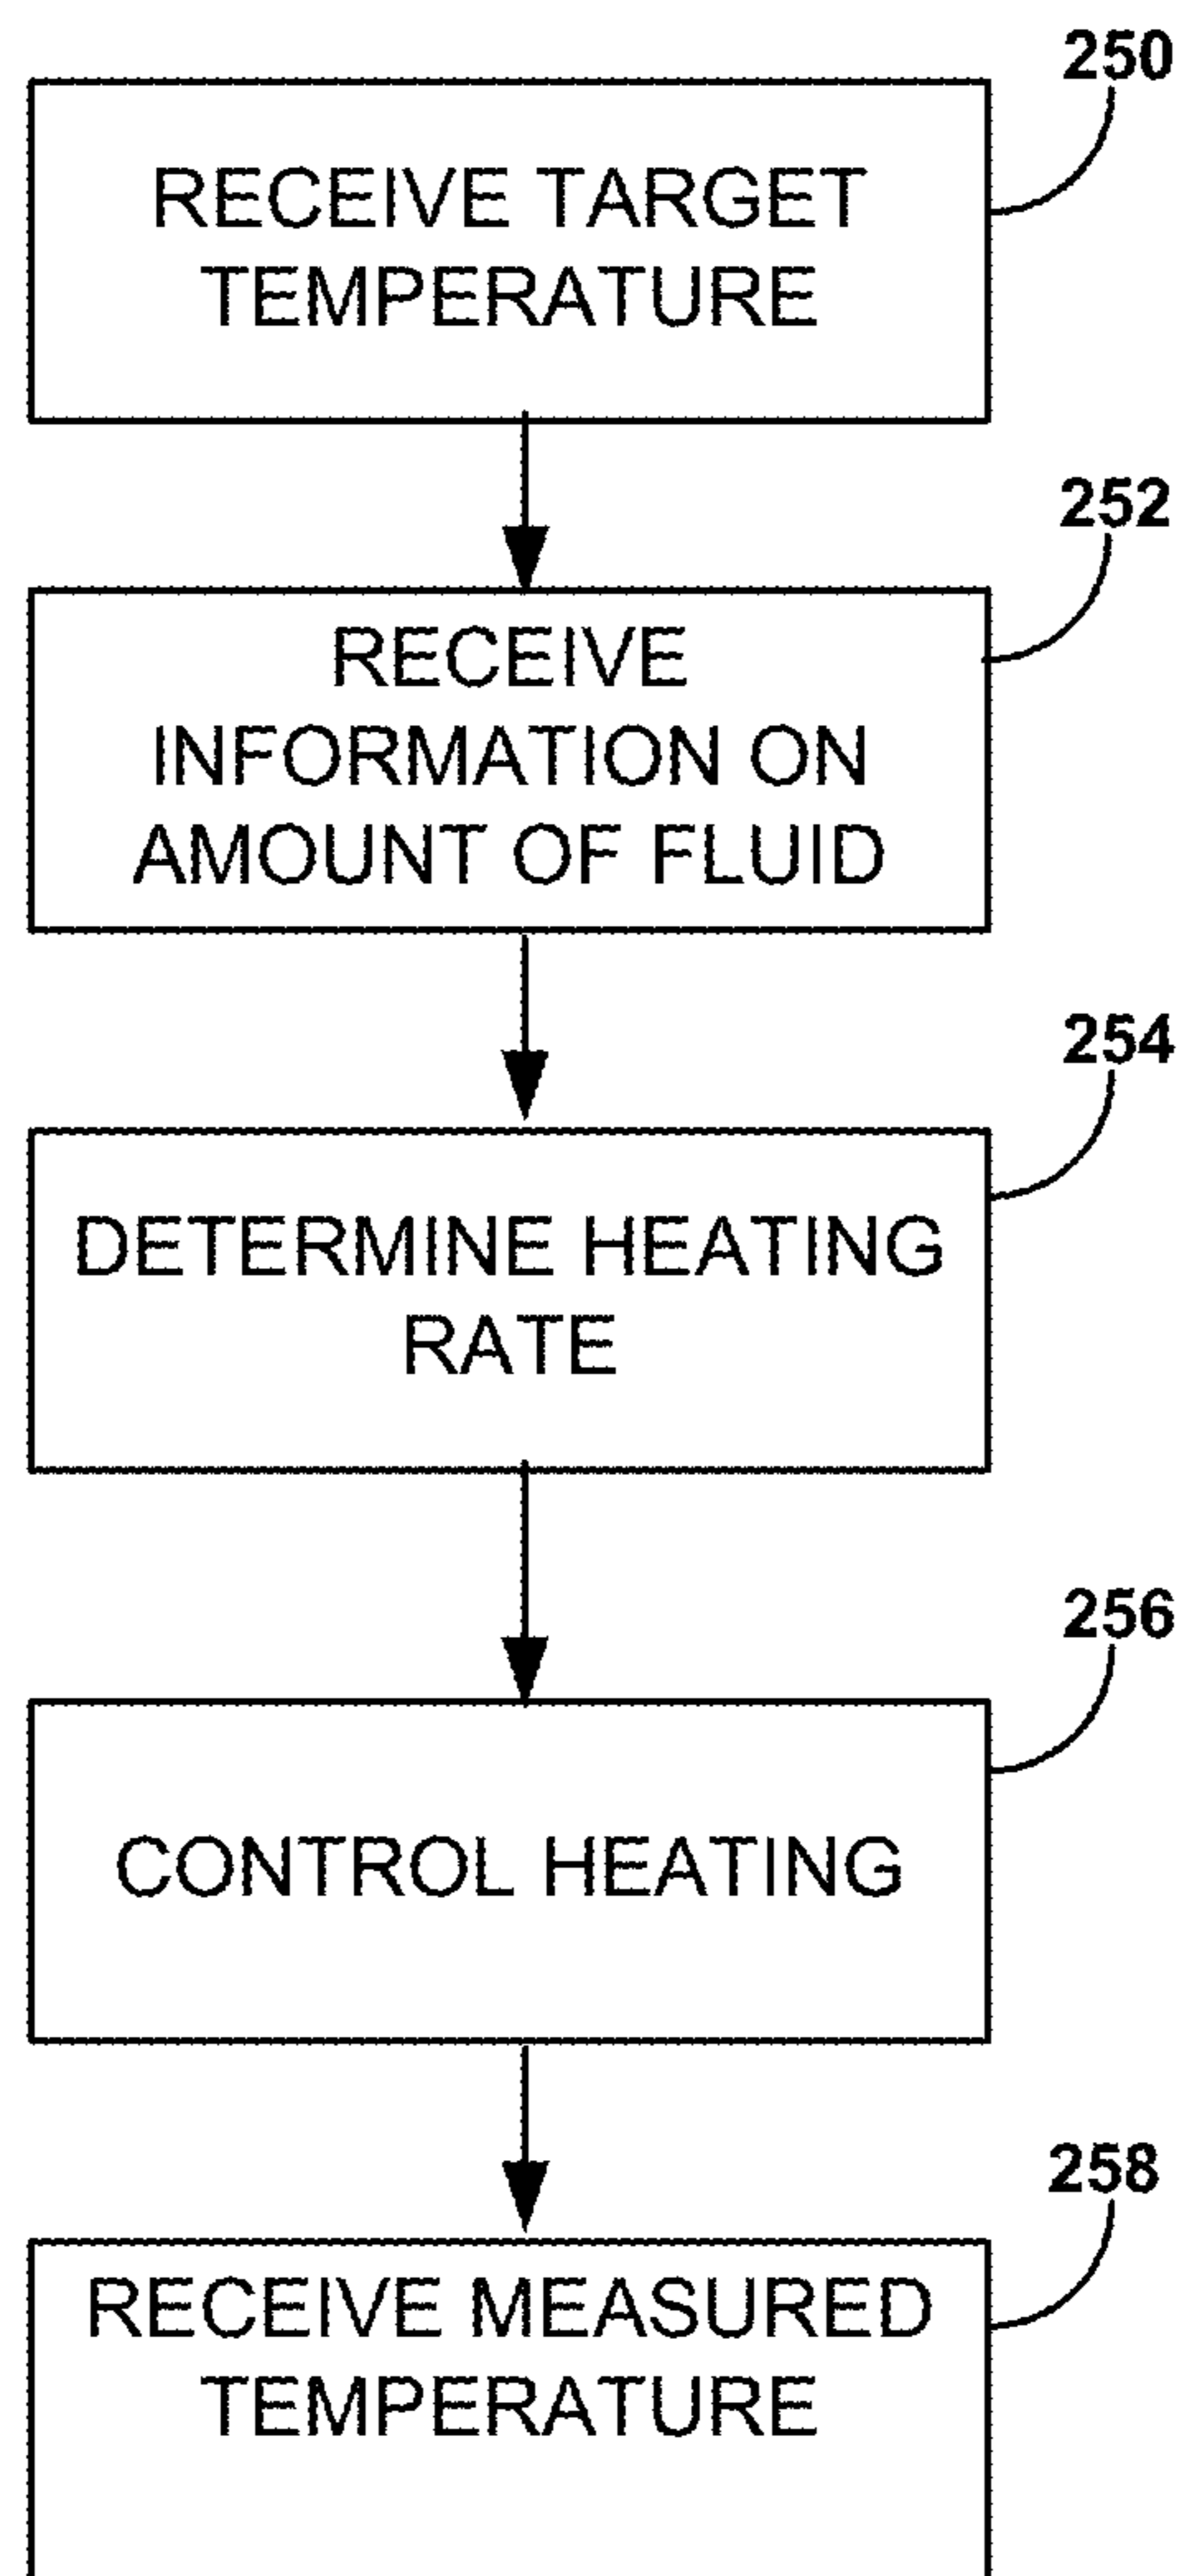 250
RECEIVE TARGET
TEMPERATURE
252
RECEIVE
INFORMATION ON
AMOUNT OF FLUID
254
DETERMINE HEATING
RATE
256
CONTROL HEATING
258
RECEIVE MEASURED
TEMPERATURE